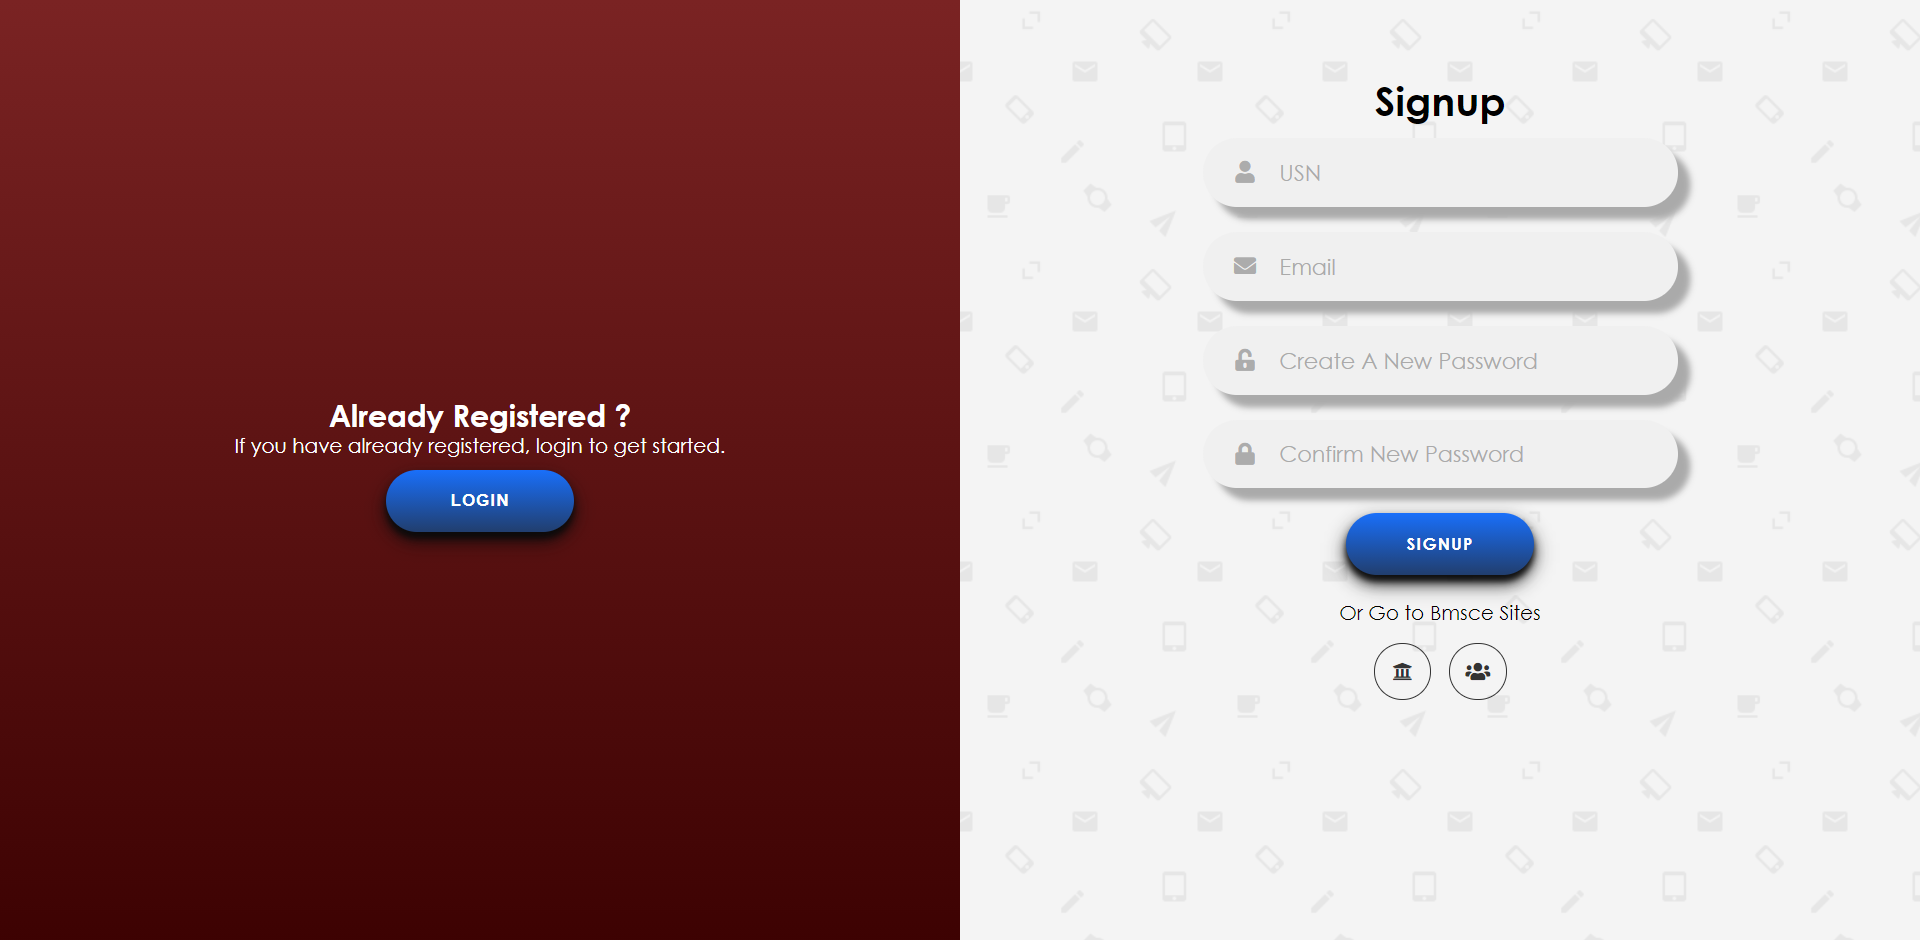 Already Registered ?
If you have already registered, login to get started.
LOGIN
Signup
USN
Email
Create A New Password
Confirm New Password
SIGNUP
Or Go to Bmsce Sites